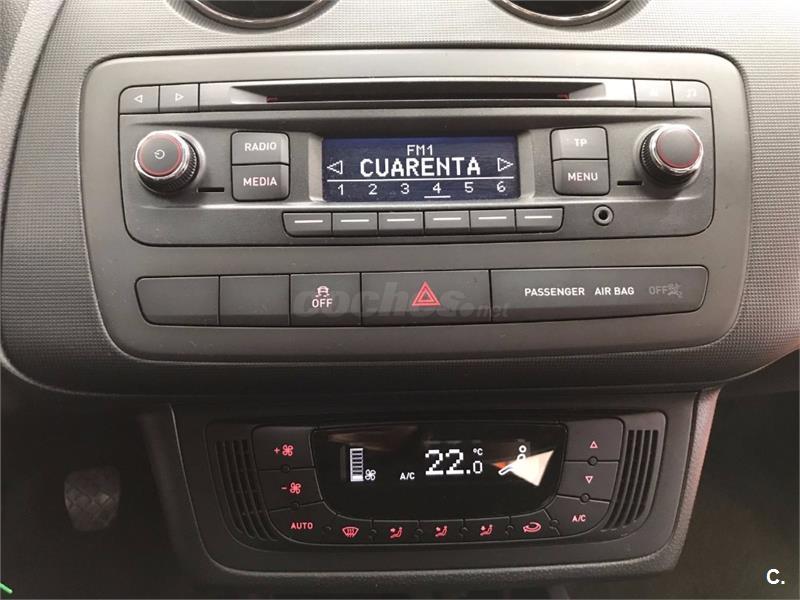 RADIO
MEDIA
FM1
CUARENTA
1 2 3 4 5 6
TP
MENU
OFF
PASSENGER AIR BAG OFF
coches.net
A/C 22.0 °C
AUTO
A/C
C.